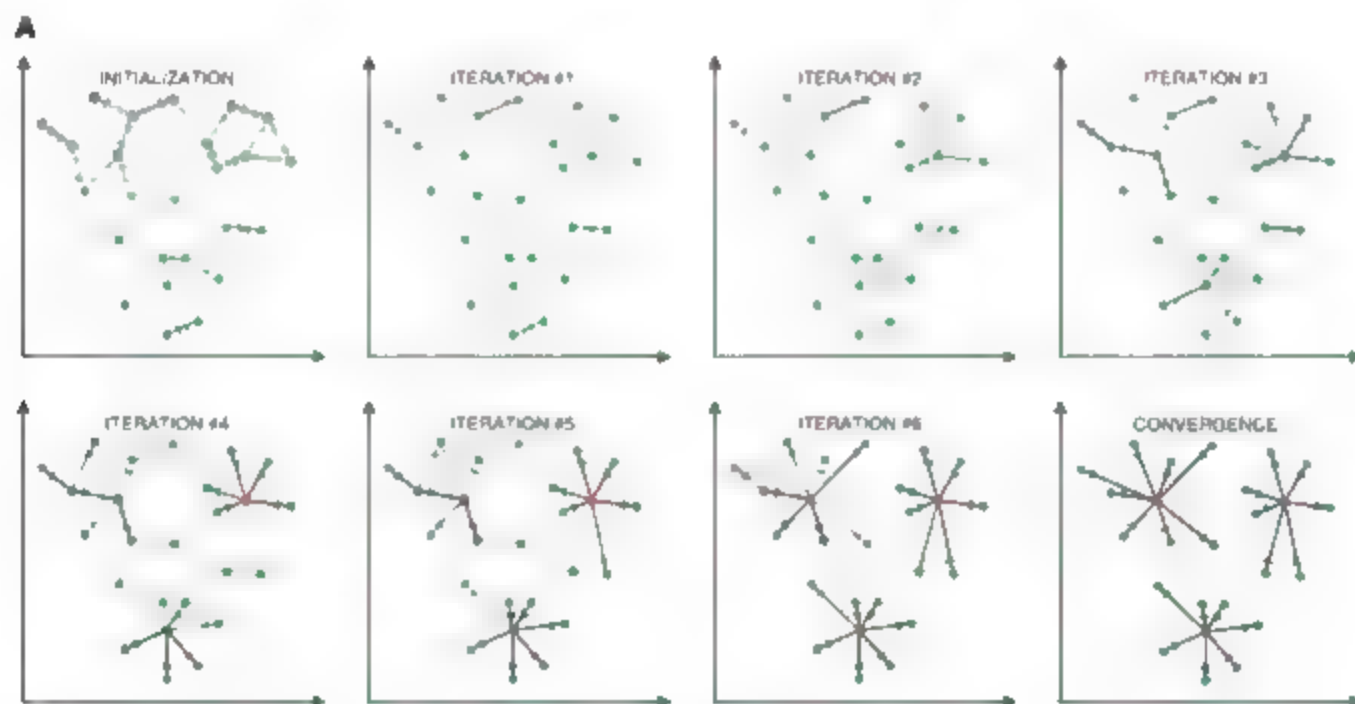 A
INITIALIZATION
ITERATION #1
ITERATION #2
ITERATION #3
ITERATION #4
ITERATION #5
ITERATION #6
CONVERGENCE